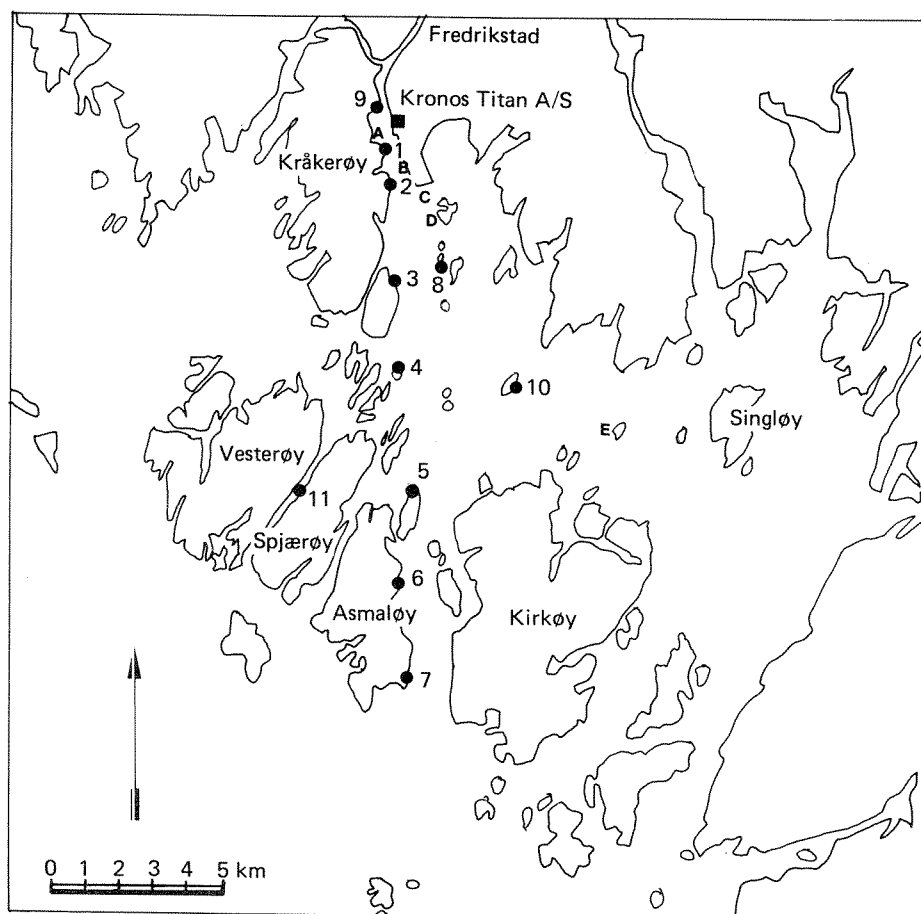 Fredrikstad
9
Kronos Titan A/S
A
1
Kråkerøy
B
2
C
D
3
8
4
10
E
Singløy
Vesterøy
5
11
Spjærøy
6
Asmaløy
Kirkøy
7
0 1 2 3 4 5 km